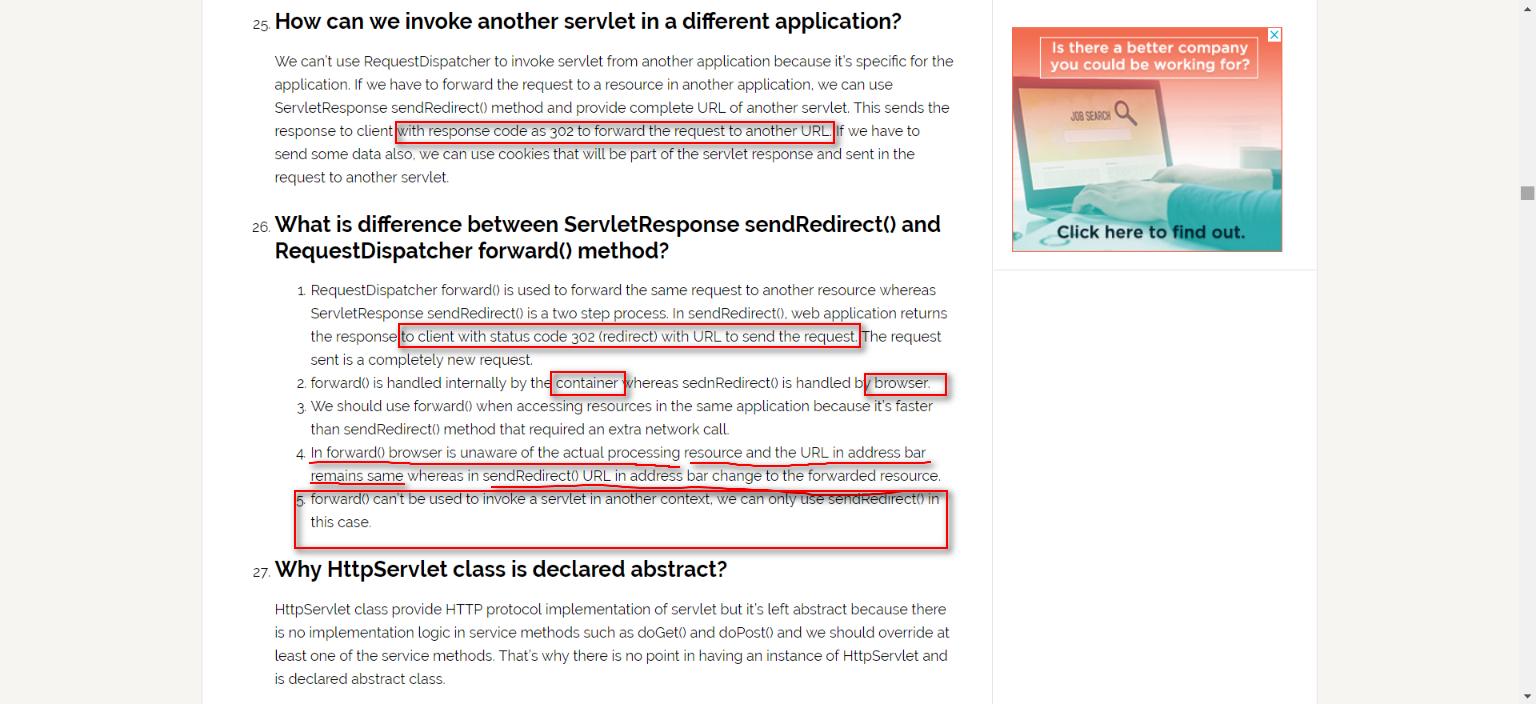 25. How can we invoke another servlet in a different application?
We can't use RequestDispatcher to invoke servlet from another application because it's specific for the
application. If we have to forward the request to a resource in another application, we can use
ServletResponse sendRedirect() method and provide complete URL of another servlet. This sends the
response to client with response code as 302 to forward the request to another URL. If we have to
send some data also, we can use cookies that will be part of the servlet response and sent in the
request to another servlet.
26. What is difference between ServletResponse sendRedirect() and
RequestDispatcher forward() method?
1. RequestDispatcher forward() is used to forward the same request to another resource whereas
ServletResponse sendRedirect() is a two step process. In sendRedirect(), web application returns
the response to client with status code 302 (redirect) with URL to send the request. The request
sent is a completely new request.
2. forward() is handled internally by the container whereas sednRedirect() is handled by browser.
3. We should use forward() when accessing resources in the same application because it's faster
than sendRedirect() method that required an extra network call.
4. In forward() browser is unaware of the actual processing resource and the URL in address bar
remains same whereas in sendRedirect() URL in address bar change to the forwarded resource.
5. forward() can't be used to invoke a servlet in another context, we can only use sendRedirect() in
this case.
27. Why HttpServlet class is declared abstract?
HttpServlet class provide HTTP protocol implementation of servlet but it's left abstract because there
is no implementation logic in service methods such as doGet() and doPost() and we should override at
least one of the service methods. That's why there is no point in having an instance of HttpServlet and
is declared abstract class.
Is there a better company
you could be working for?
JOB SEARCH
Click here to find out.